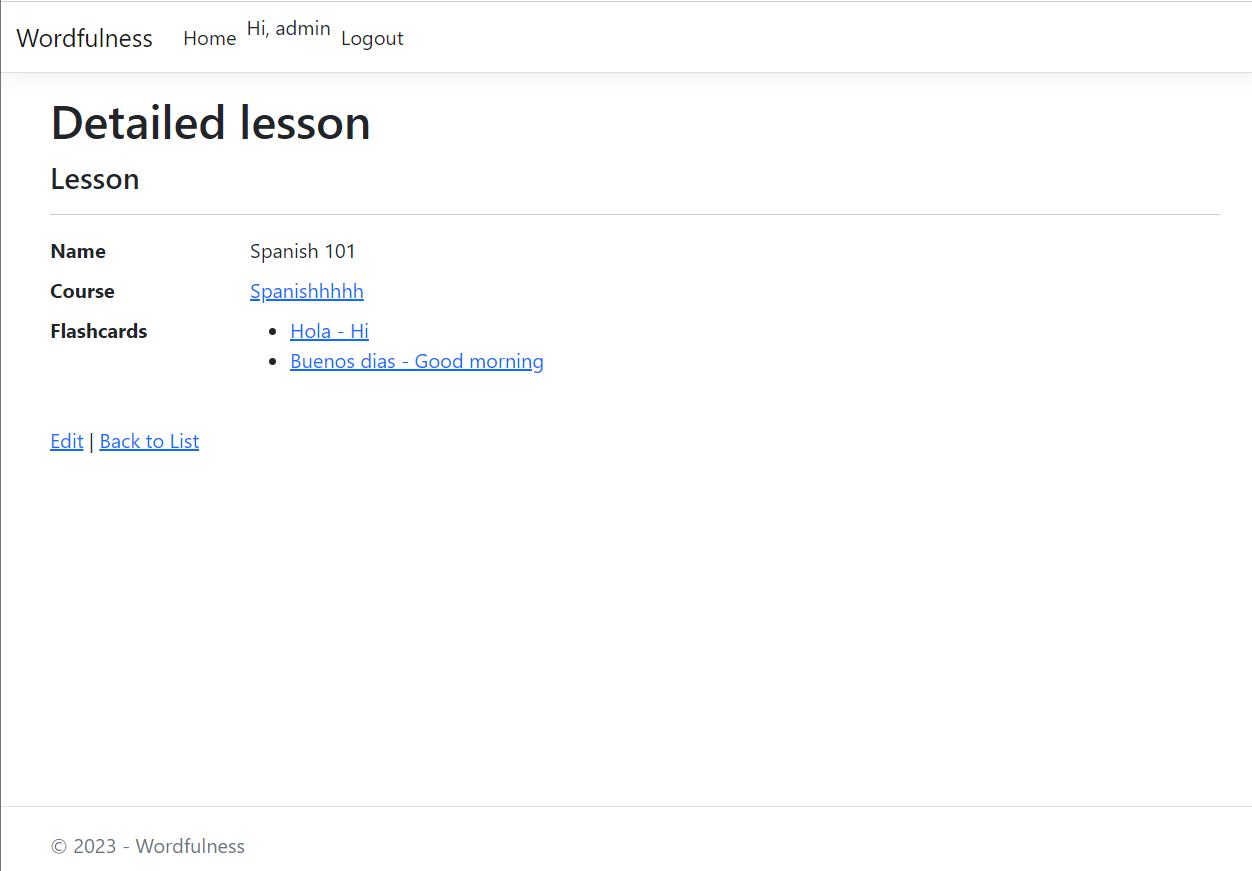 Wordfulness Home Hi, admin Logout
Detailed lesson
Lesson
Name Spanish 101
Course Spanishhhhh
Flashcards Hola - Hi
Buenos dias - Good morning
Edit | Back to List
© 2023 - Wordfulness